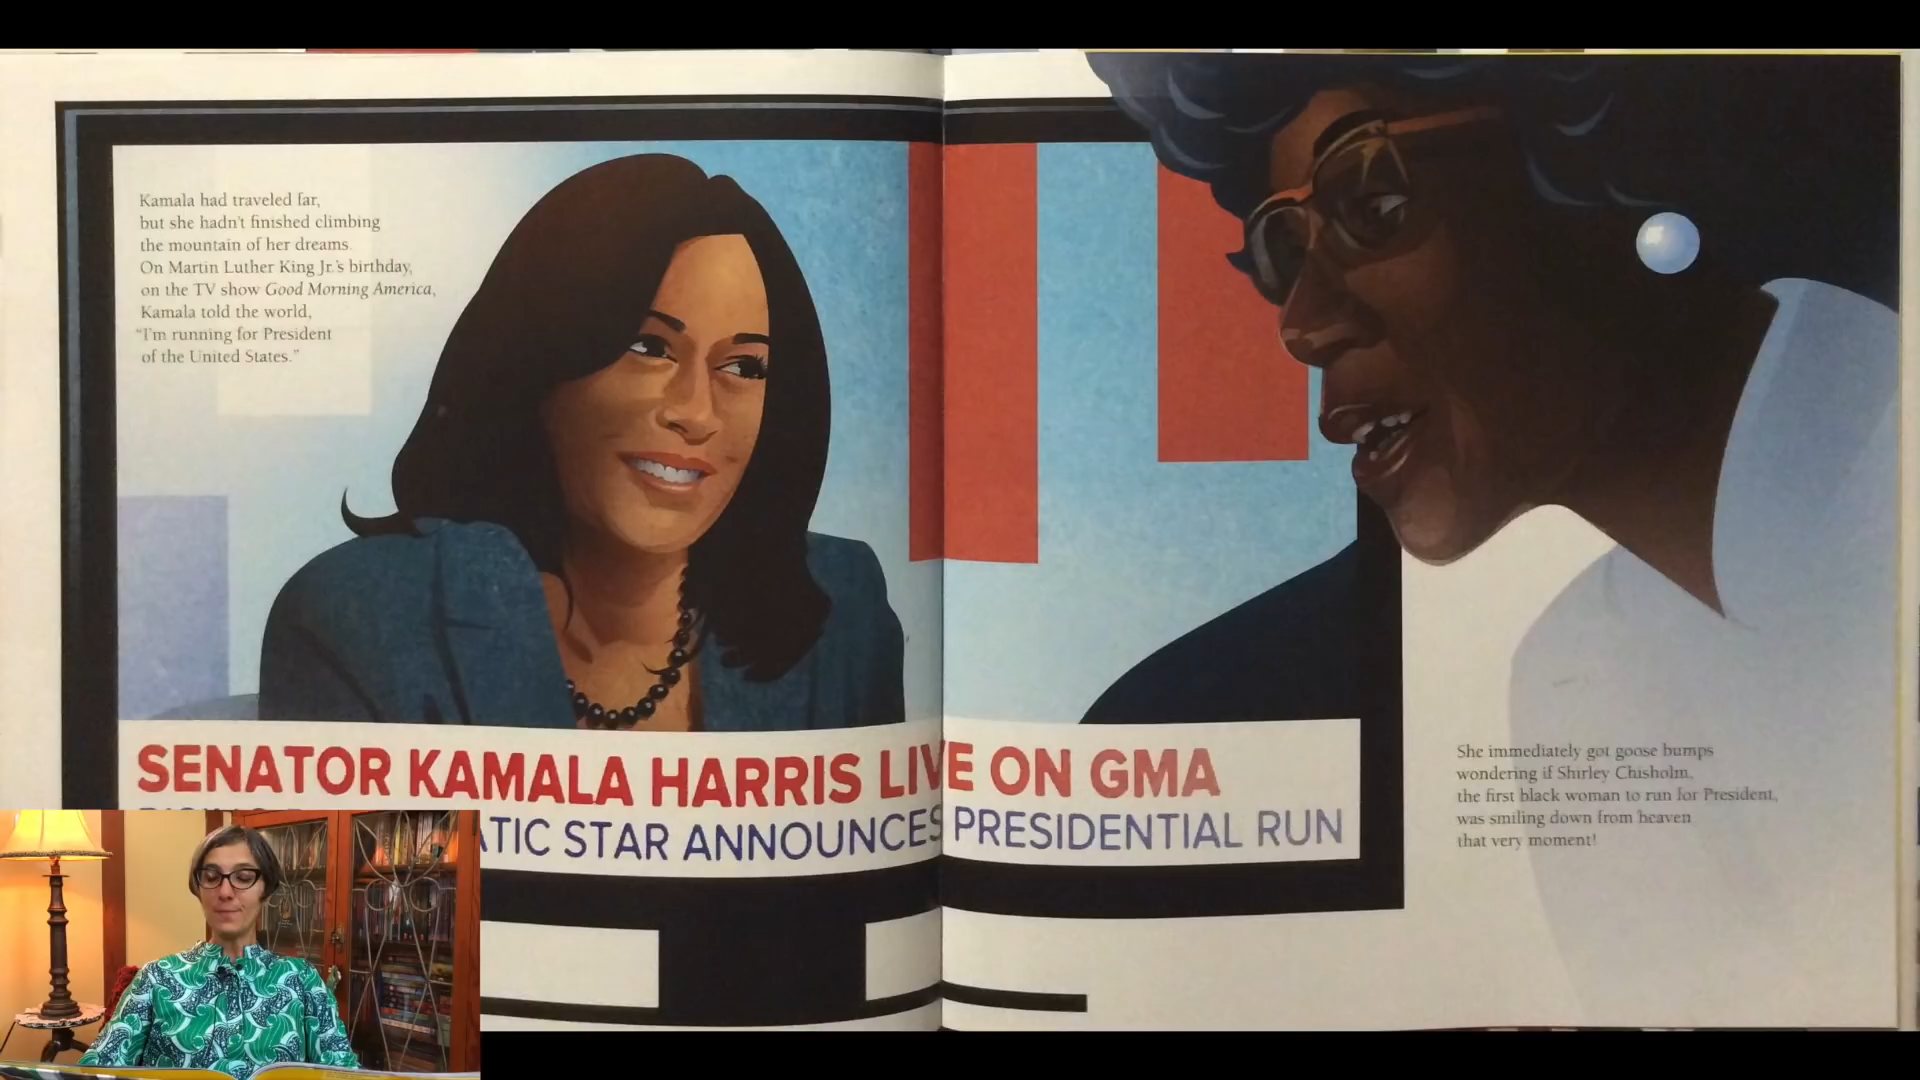 Kamala had traveled far,
but she hadn't finished climbing
the mountain of her dreams.
On Martin Luther King Jr.'s birthday,
on the TV show Good Morning America,
Kamala told the world,
"I'm running for President
of the United States."
SENATOR KAMALA HARRIS LIVE ON GMA
ATIC STAR ANNOUNCES PRESIDENTIAL RUN
She immediately got goose bumps
wondering if Shirley Chisholm,
the first black woman to run for President,
was smiling down from heaven
that very moment!